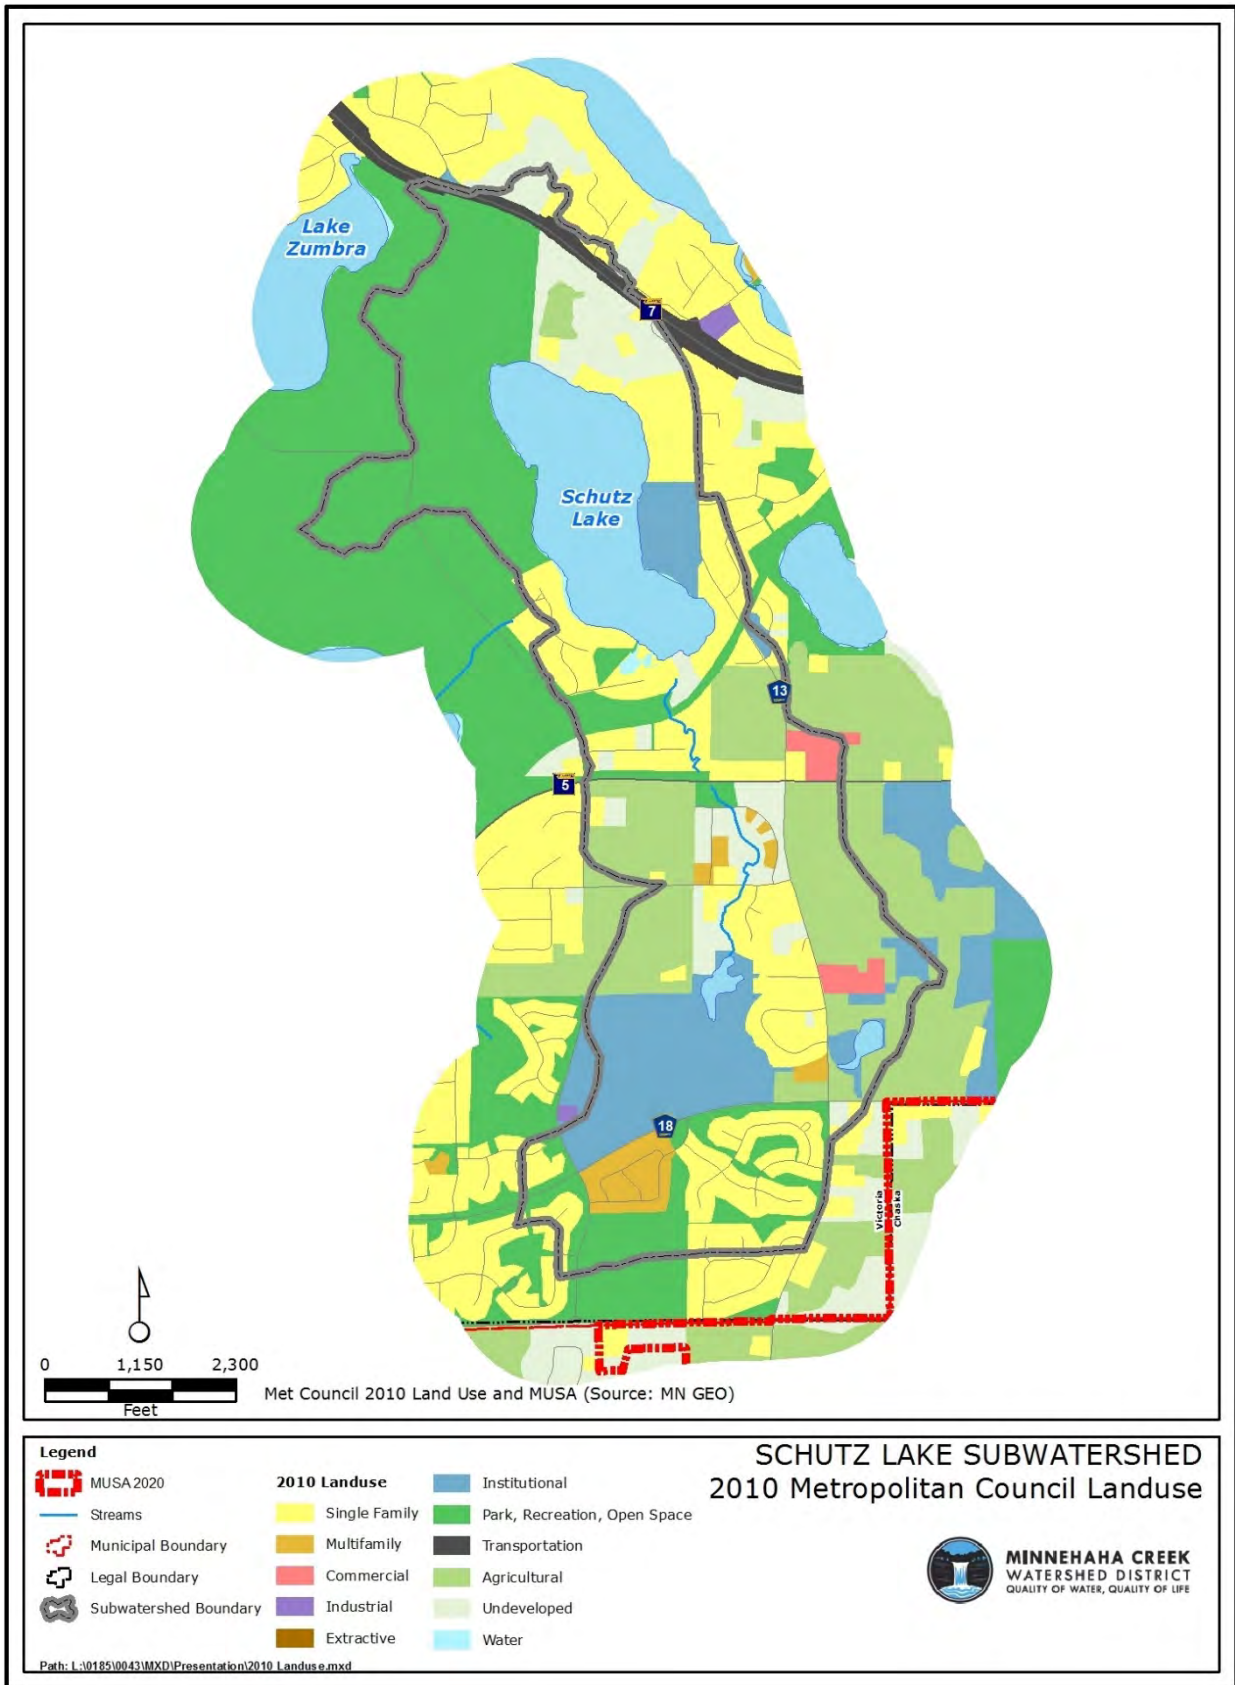 Lake
Zumbra
7
Schutz
Lake
13
5
18
Victoria
Chaska
0 1,150 2,300
Feet
Met Council 2010 Land Use and MUSA (Source: MN GEO)
Legend
MUSA 2020
Streams
Municipal Boundary
Legal Boundary
Subwatershed Boundary
2010 Landuse
Single Family
Multifamily
Commercial
Industrial
Extractive
Institutional
Park, Recreation, Open Space
Transportation
Agricultural
Undeveloped
Water
SCHUTZ LAKE SUBWATERSHED
2010 Metropolitan Council Landuse
MINNEHAHA CREEK
WATERSHED DISTRICT
QUALITY OF WATER, QUALITY OF LIFE
Path: L:\0185\0043\MXD\Presentation\2010 Landuse.mxd